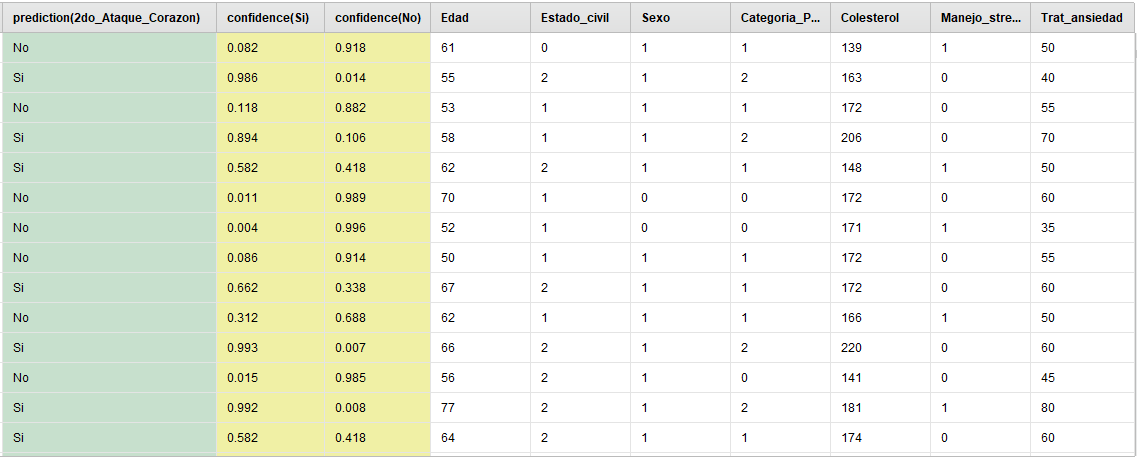 prediction(2do_Ataque_Corazon) confidence(Si) confidence(No) Edad Estado_civil Sexo Categoria_P... Colesterol Manejo_stre... Trat_ansiedad
No 0.082 0.918 61 0 1 1 139 1 50
Si 0.986 0.014 55 2 1 2 163 0 40
No 0.118 0.882 53 1 1 1 172 0 55
Si 0.894 0.106 58 1 1 2 206 0 70
Si 0.582 0.418 62 2 1 1 148 1 50
No 0.011 0.989 70 1 0 0 172 0 60
No 0.004 0.996 52 1 0 0 171 1 35
No 0.086 0.914 50 1 1 1 172 0 55
Si 0.662 0.338 67 2 1 1 172 0 60
No 0.312 0.688 62 1 1 1 166 1 50
Si 0.993 0.007 66 2 1 2 220 0 60
No 0.015 0.985 56 2 1 0 141 0 45
Si 0.992 0.008 77 2 1 2 181 1 80
Si 0.582 0.418 64 2 1 1 174 0 60